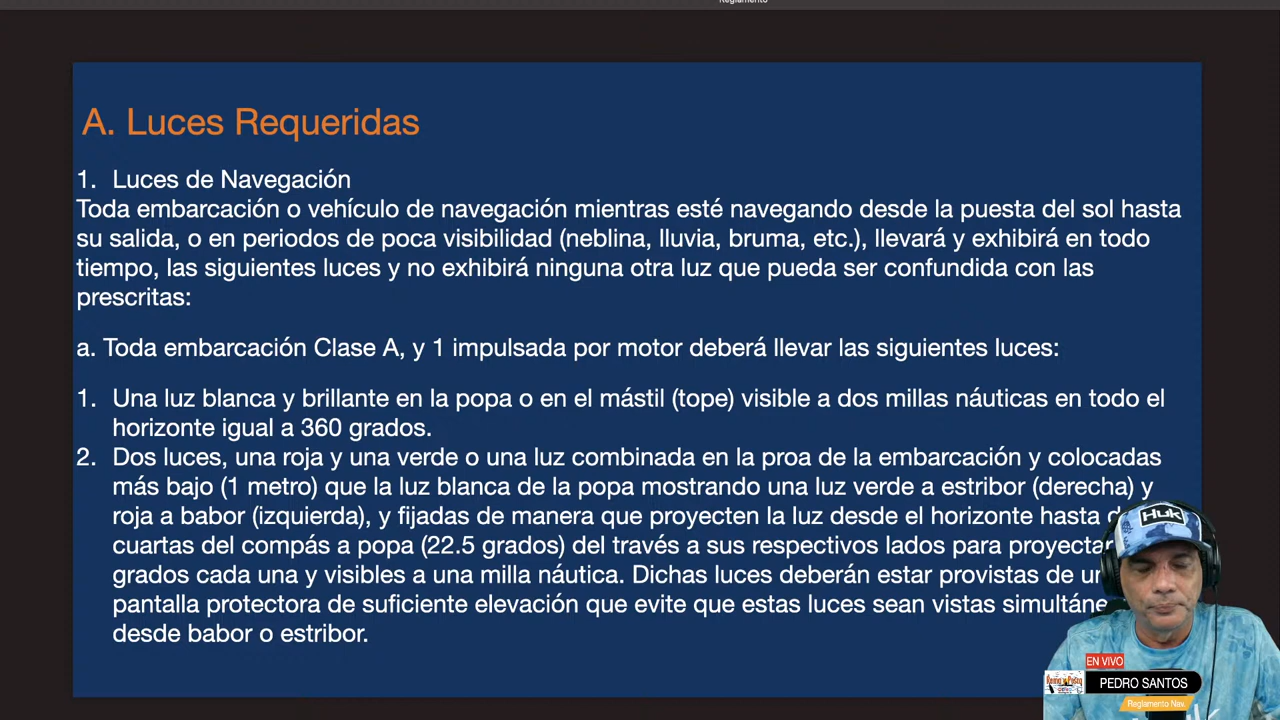 Reglamento
A. Luces Requeridas
1. Luces de Navegación
Toda embarcación o vehículo de navegación mientras esté navegando desde la puesta del sol hasta
su salida, o en periodos de poca visibilidad (neblina, lluvia, bruma, etc.), llevará y exhibirá en todo
tiempo, las siguientes luces y no exhibirá ninguna otra luz que pueda ser confundida con las
prescritas:
a. Toda embarcación Clase A, y 1 impulsada por motor deberá llevar las siguientes luces:
1. Una luz blanca y brillante en la popa o en el mástil (tope) visible a dos millas náuticas en todo el
horizonte igual a 360 grados.
2. Dos luces, una roja y una verde o una luz combinada en la proa de la embarcación y colocadas
más bajo (1 metro) que la luz blanca de la popa mostrando una luz verde a estribor (derecha) y
roja a babor (izquierda), y fijadas de manera que proyecten la luz desde el horizonte hasta
cuartas del compás a popa (22.5 grados) del través a sus respectivos lados para
grados cada una y visibles a una milla náutica. Dichas luces deberán estar provistas de
pantalla protectora de suficiente elevación que evite que estas luces sean vistas
desde babor o estribor.
HUK
EN VIVO
PEDRO SANTOS
Reglamento Nav.